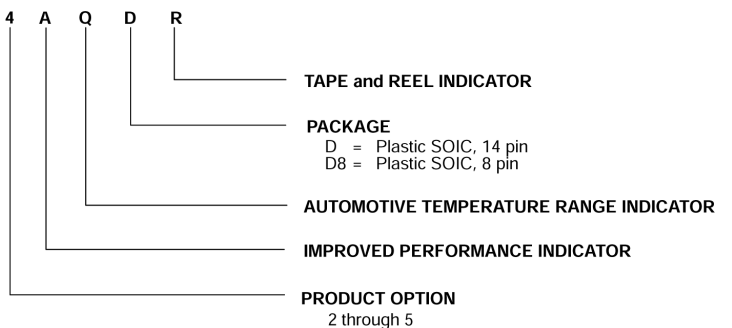 4 A Q D R
TAPE and REEL INDICATOR
PACKAGE
D = Plastic SOIC, 14 pin
D8 = Plastic SOIC, 8 pin
AUTOMOTIVE TEMPERATURE RANGE INDICATOR
IMPROVED PERFORMANCE INDICATOR
PRODUCT OPTION
2 through 5